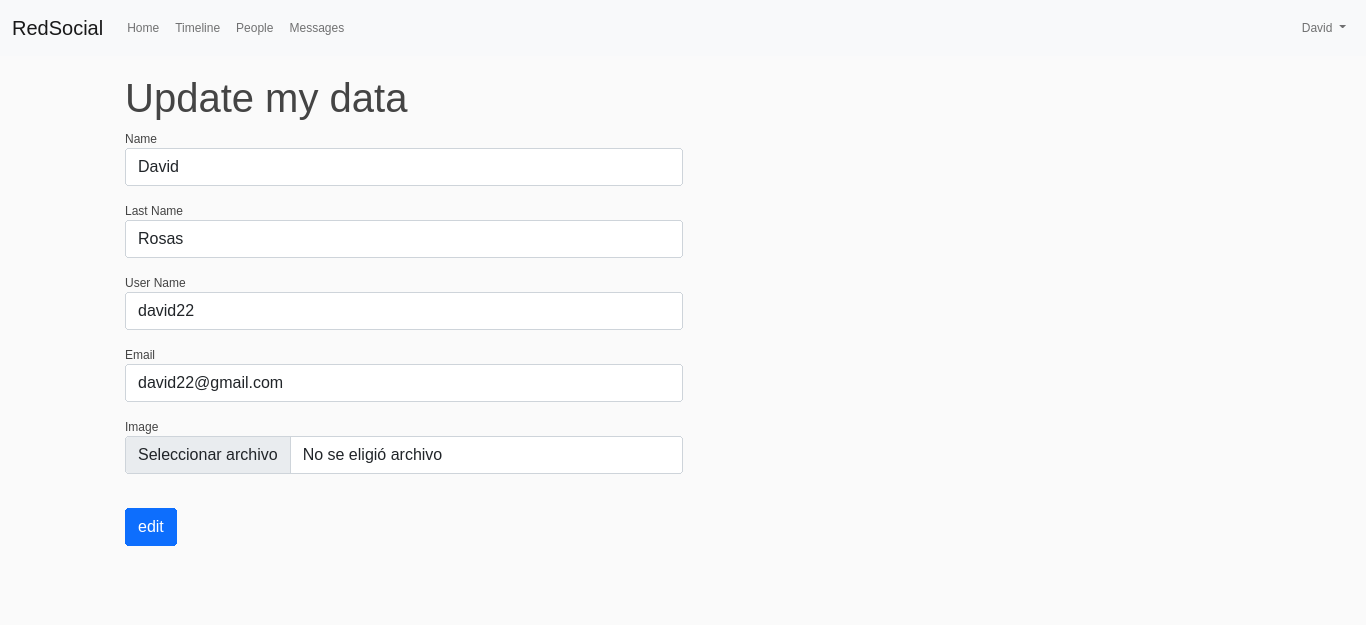 RedSocial Home Timeline People Messages David
Update my data
Name
David
Last Name
Rosas
User Name
david22
Email
david22@gmail.com
Image
Seleccionar archivo No se eligió archivo
edit